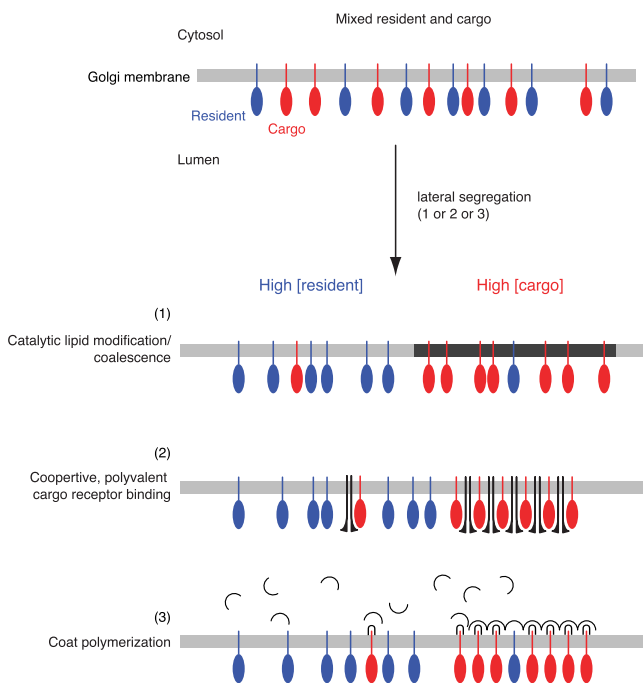 Mixed resident and cargo
Cytosol
Golgi membrane
Resident
Cargo
Lumen
lateral segregation
(1 or 2 or 3)
High [resident]
High [cargo]
(1)
Catalytic lipid modification/
coalescence
(2)
Coopertive, polyvalent
cargo receptor binding
(3)
Coat polymerization